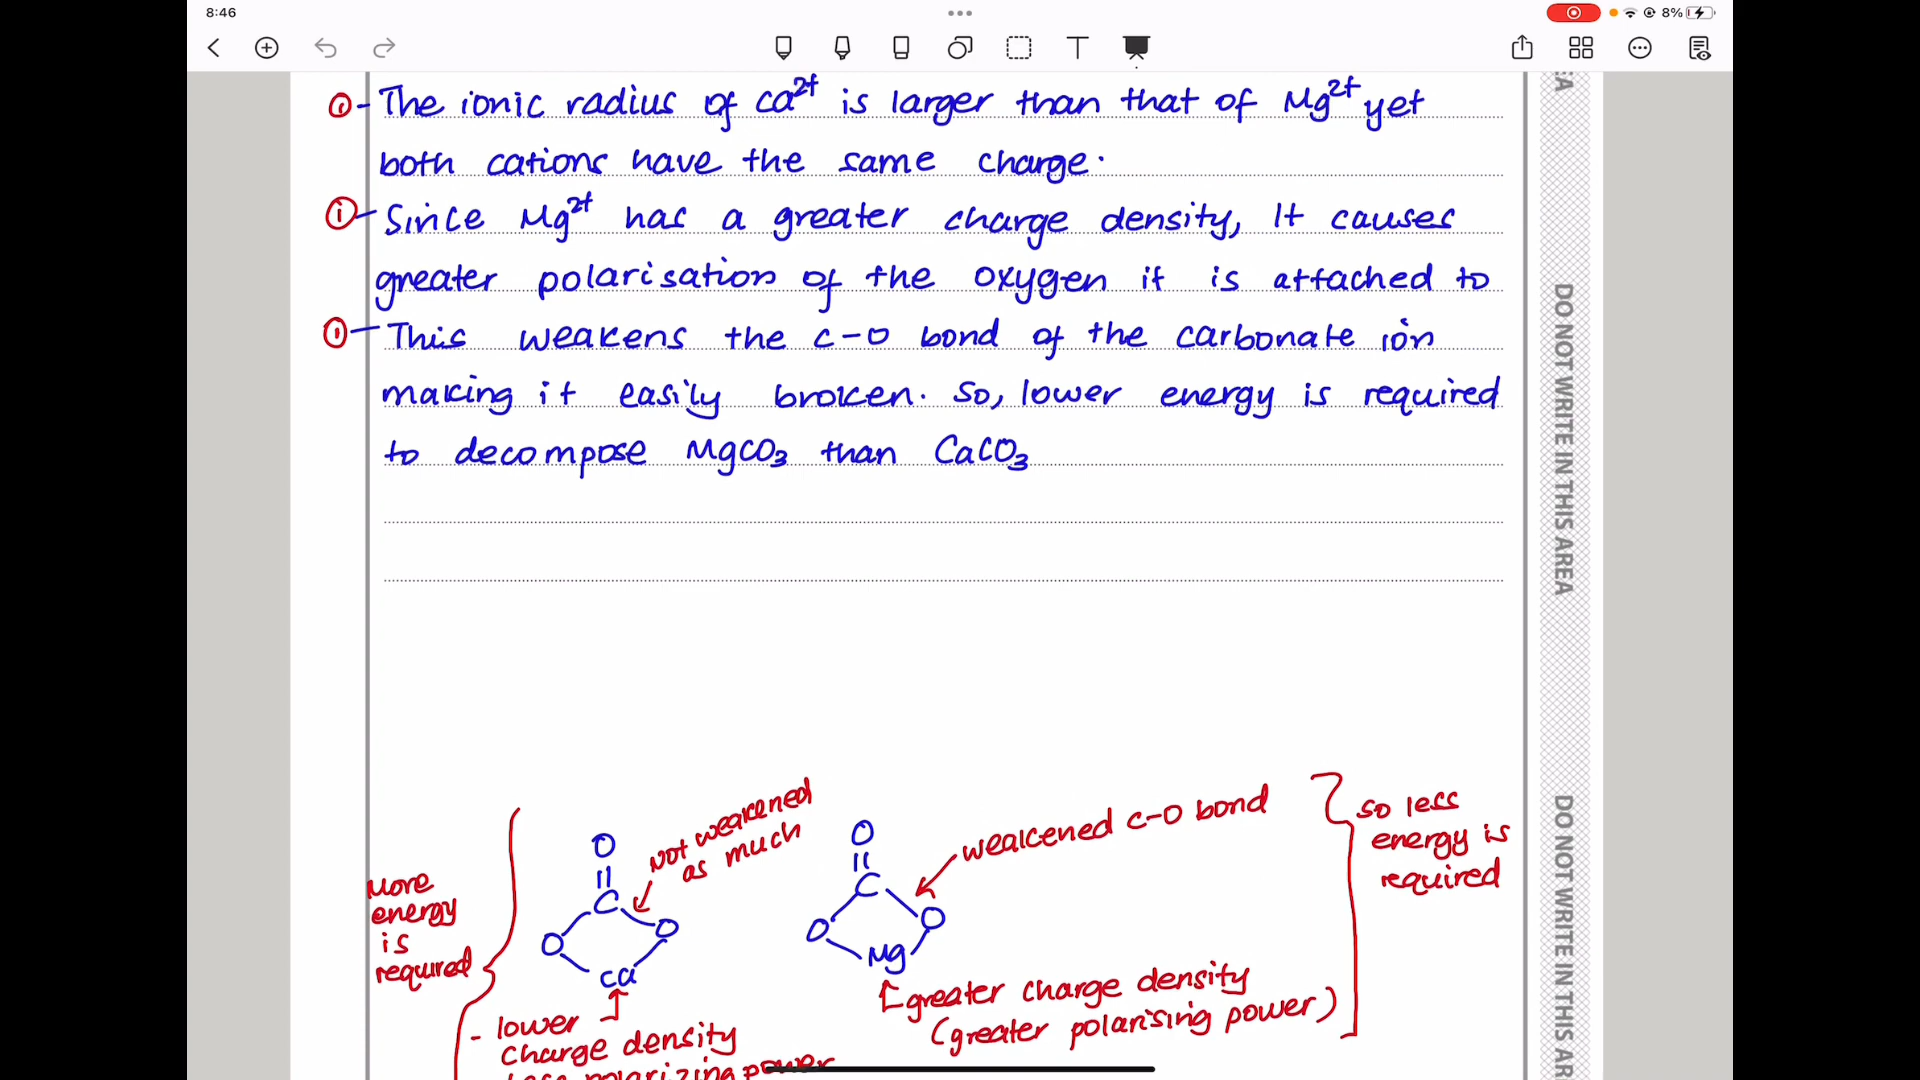 8:46
8%
EA
① - The ionic radius of Ca²⁺ is larger than that of Mg²⁺ yet
both cations have the same charge.
① - Since Mg²⁺ has a greater charge density, It causes
greater polarisation of the oxygen it is attached to
① - This weakens the C-O bond of the carbonate ion
making it easily broken. So, lower energy is required
to decompose MgCO₃ than CaCO₃
DO NOT WRITE IN THIS AREA
More
energy
is
required
O
C
O
O
Ca
Not weakened
as much
- lower
charge density
less polarizing power
O
C
O
O
Mg
weakened C-O bond
greater charge density
(greater polarising power)
so less
energy is
required
DO NOT WRITE IN THIS AR